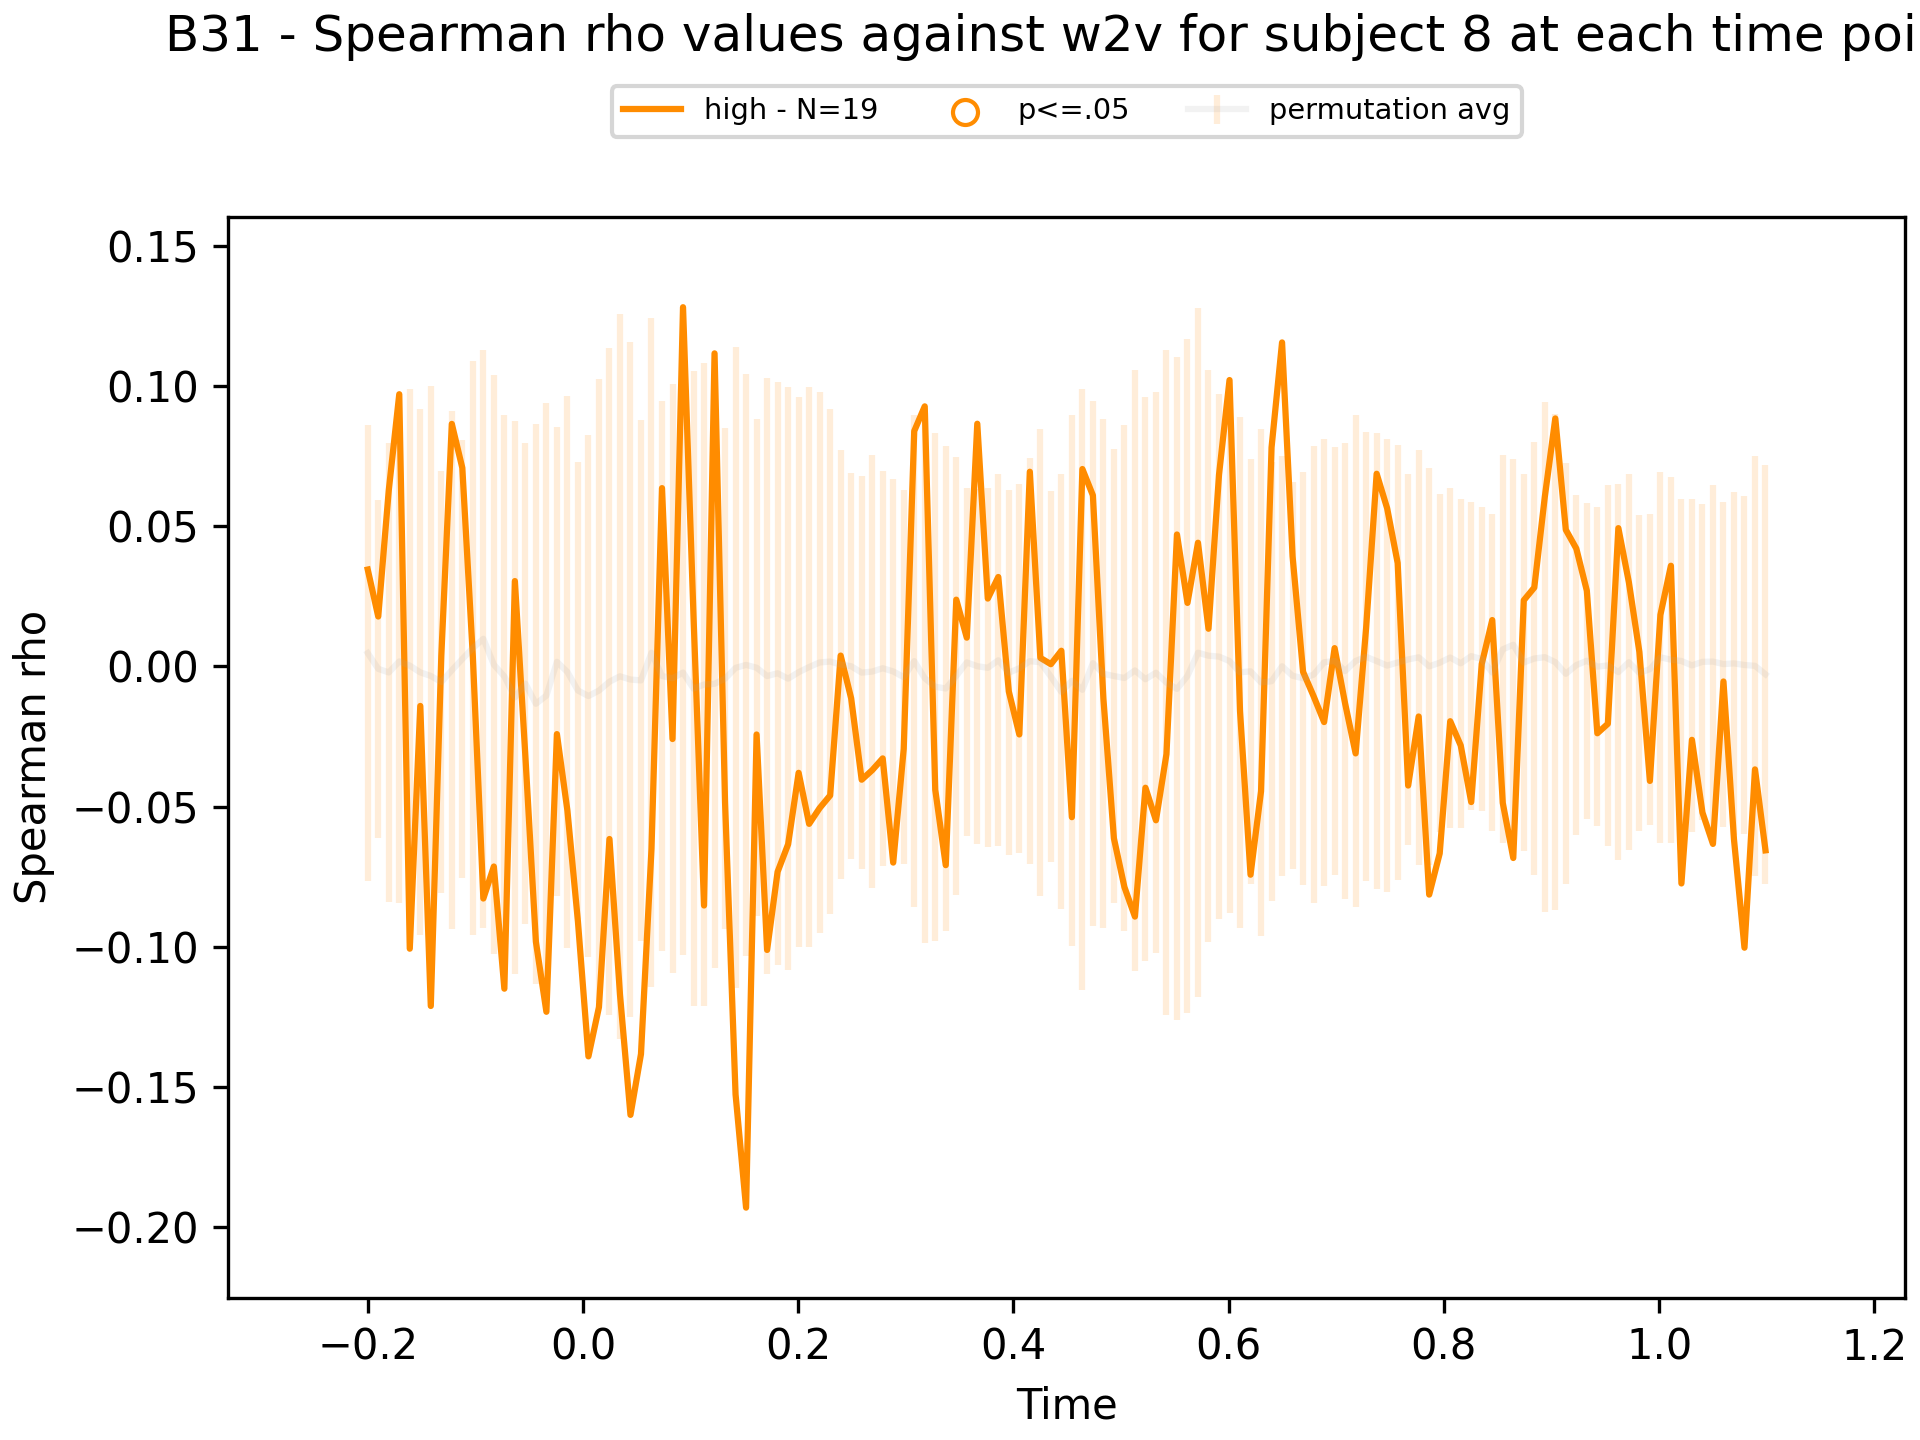 B31 - Spearman rho values against w2v for subject 8 at each time poi
high - N=19 p<=.05 permutation avg
0.15
0.10
0.05
0.00
−0.05
−0.10
−0.15
−0.20
Spearman rho
−0.2 0.0 0.2 0.4 0.6 0.8 1.0 1.2
Time